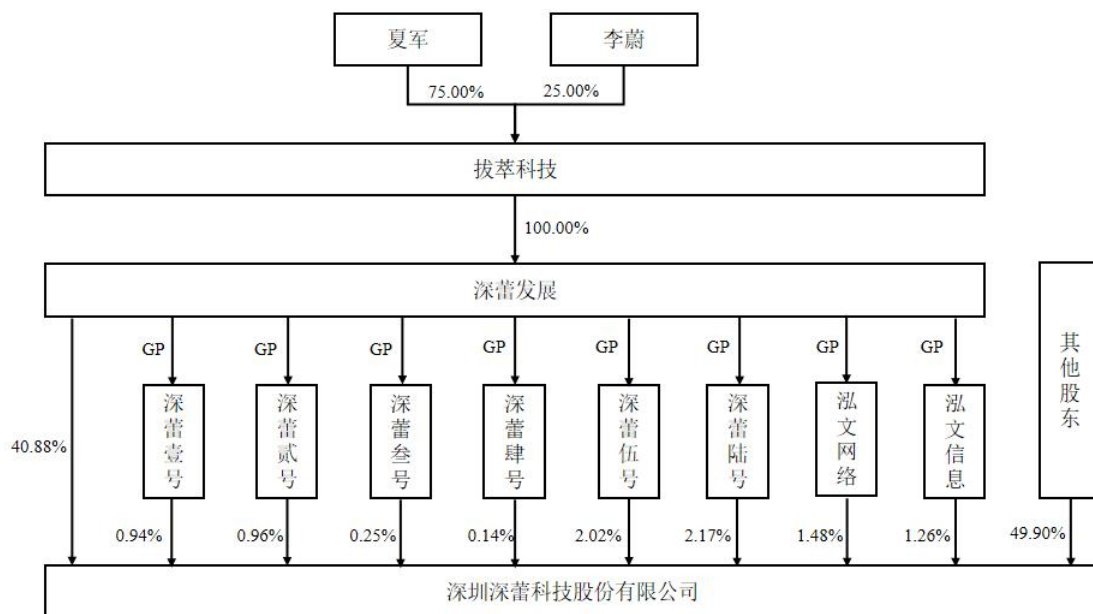 夏军
李蔚
75.00%
25.00%
拔萃科技
100.00%
深蕾发展
其他股东
GP
GP
GP
GP
GP
GP
GP
GP
深蕾壹号
深蕾贰号
深蕾叁号
深蕾肆号
深蕾伍号
深蕾陆号
泓文网络
泓文信息
40.88%
0.94%
0.96%
0.25%
0.14%
2.02%
2.17%
1.48%
1.26%
49.90%
深圳深蕾科技股份有限公司